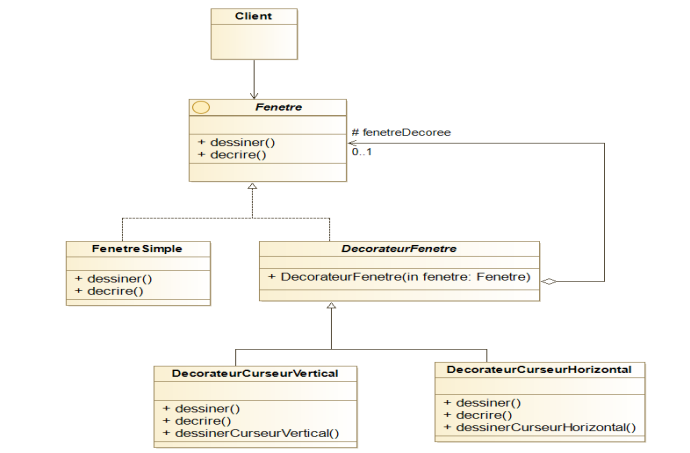 Client
Fenetre
+ dessiner()
+ decrire()
# fenetreDecoree
0..1
FenetreSimple
+ dessiner()
+ decrire()
DecorateurFenetre
+ DecorateurFenetre(in fenetre: Fenetre)
DecorateurCurseurVertical
+ dessiner()
+ decrire()
+ dessinerCurseurVertical()
DecorateurCurseurHorizontal
+ dessiner()
+ decrire()
+ dessinerCurseurHorizontal()